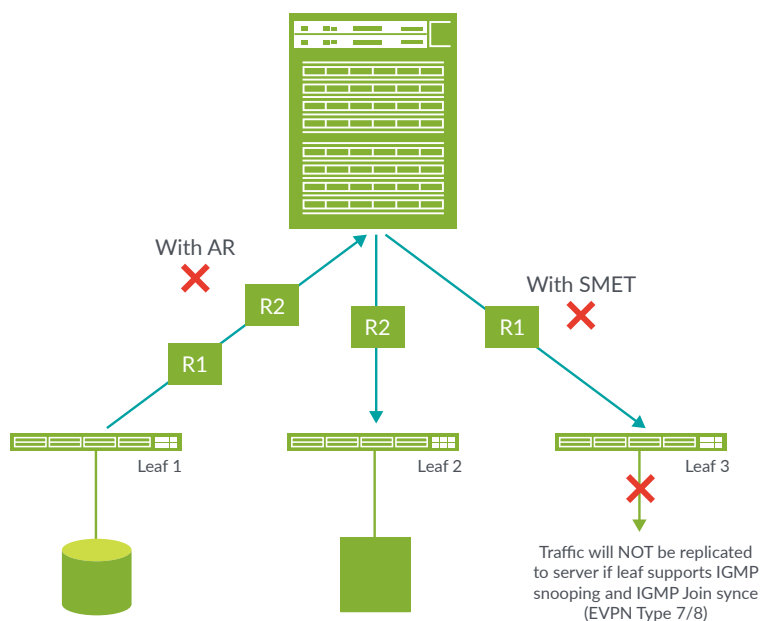 With AR
With SMET
R2
R2
R1
R1
Leaf 1
Leaf 2
Leaf 3
Traffic will NOT be replicated
to server if leaf supports IGMP
snooping and IGMP Join synce
(EVPN Type 7/8)